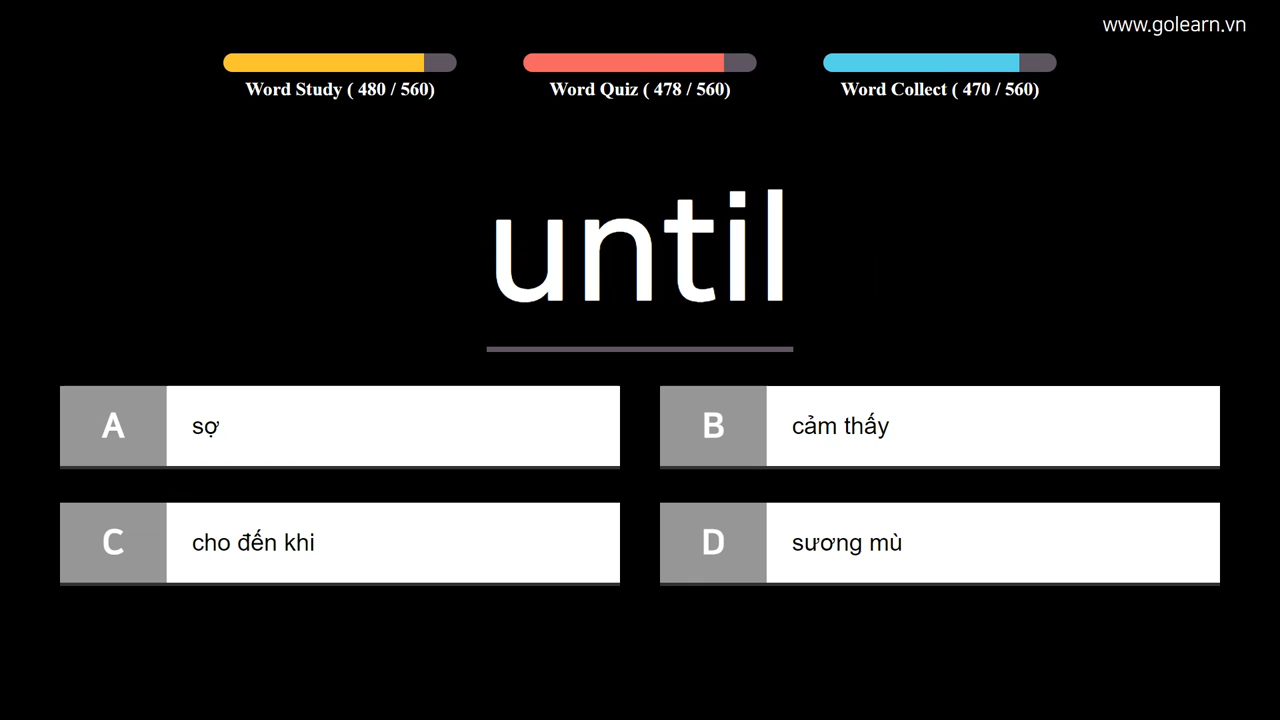 www.golearn.vn
Word Study ( 480 / 560)
Word Quiz ( 478 / 560)
Word Collect ( 470 / 560)
until
A sợ
B cảm thấy
C cho đến khi
D sương mù